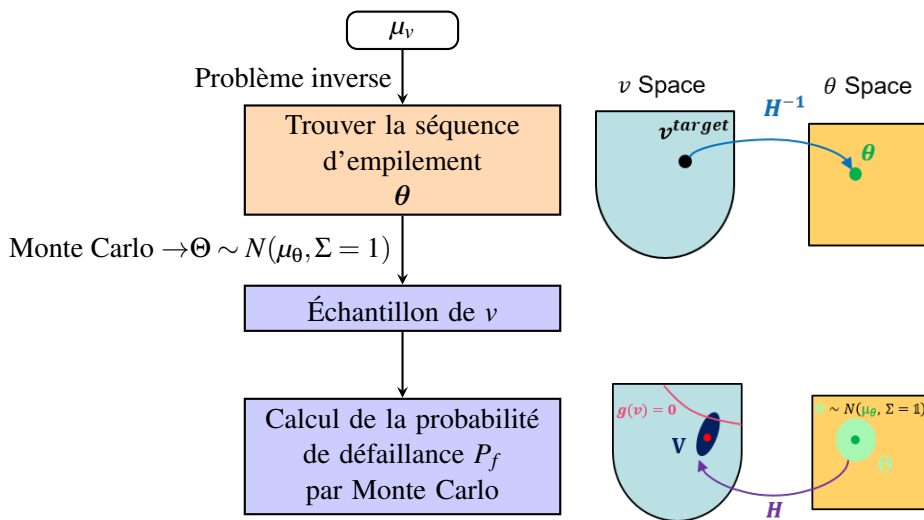 μ_v
Problème inverse
Trouver la séquence
d'empilement
θ
Monte Carlo →Θ ∼ N(μ_θ, Σ = 1)
Échantillon de v
Calcul de la probabilité
de défaillance P_f
par Monte Carlo
v Space
θ Space
H⁻¹
v^target
θ
g(v) = 0
V
Θ ∼ N(μ_θ, Σ = 𝟙)
Θ
H